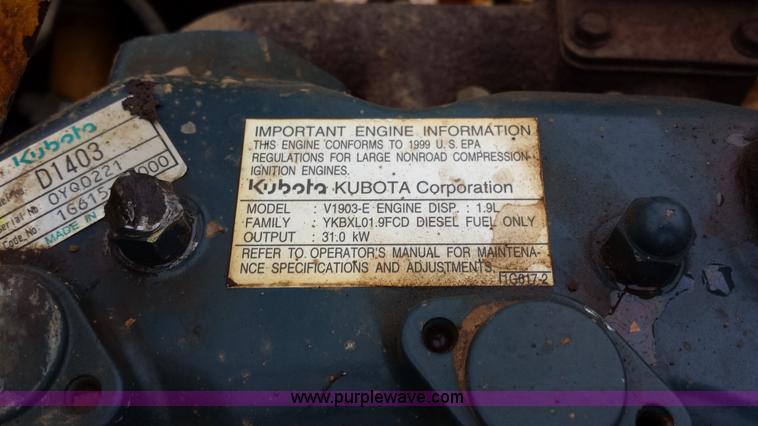 Kubota
D1403
Serial No. 0YQ0221
Code No. 1G615 000
MADE IN
IMPORTANT ENGINE INFORMATION
THIS ENGINE CONFORMS TO 1999 U.S. EPA
REGULATIONS FOR LARGE NONROAD COMPRESSION
IGNITION ENGINES.
Kubota KUBOTA Corporation
MODEL : V1903-E ENGINE DISP. : 1.9L
FAMILY : YKBXL01.9FCD DIESEL FUEL ONLY
OUTPUT : 31.0 kW
REFER TO OPERATOR'S MANUAL FOR MAINTENA-
NCE SPECIFICATIONS AND ADJUSTMENTS.
1G817-2
www.purplewave.com